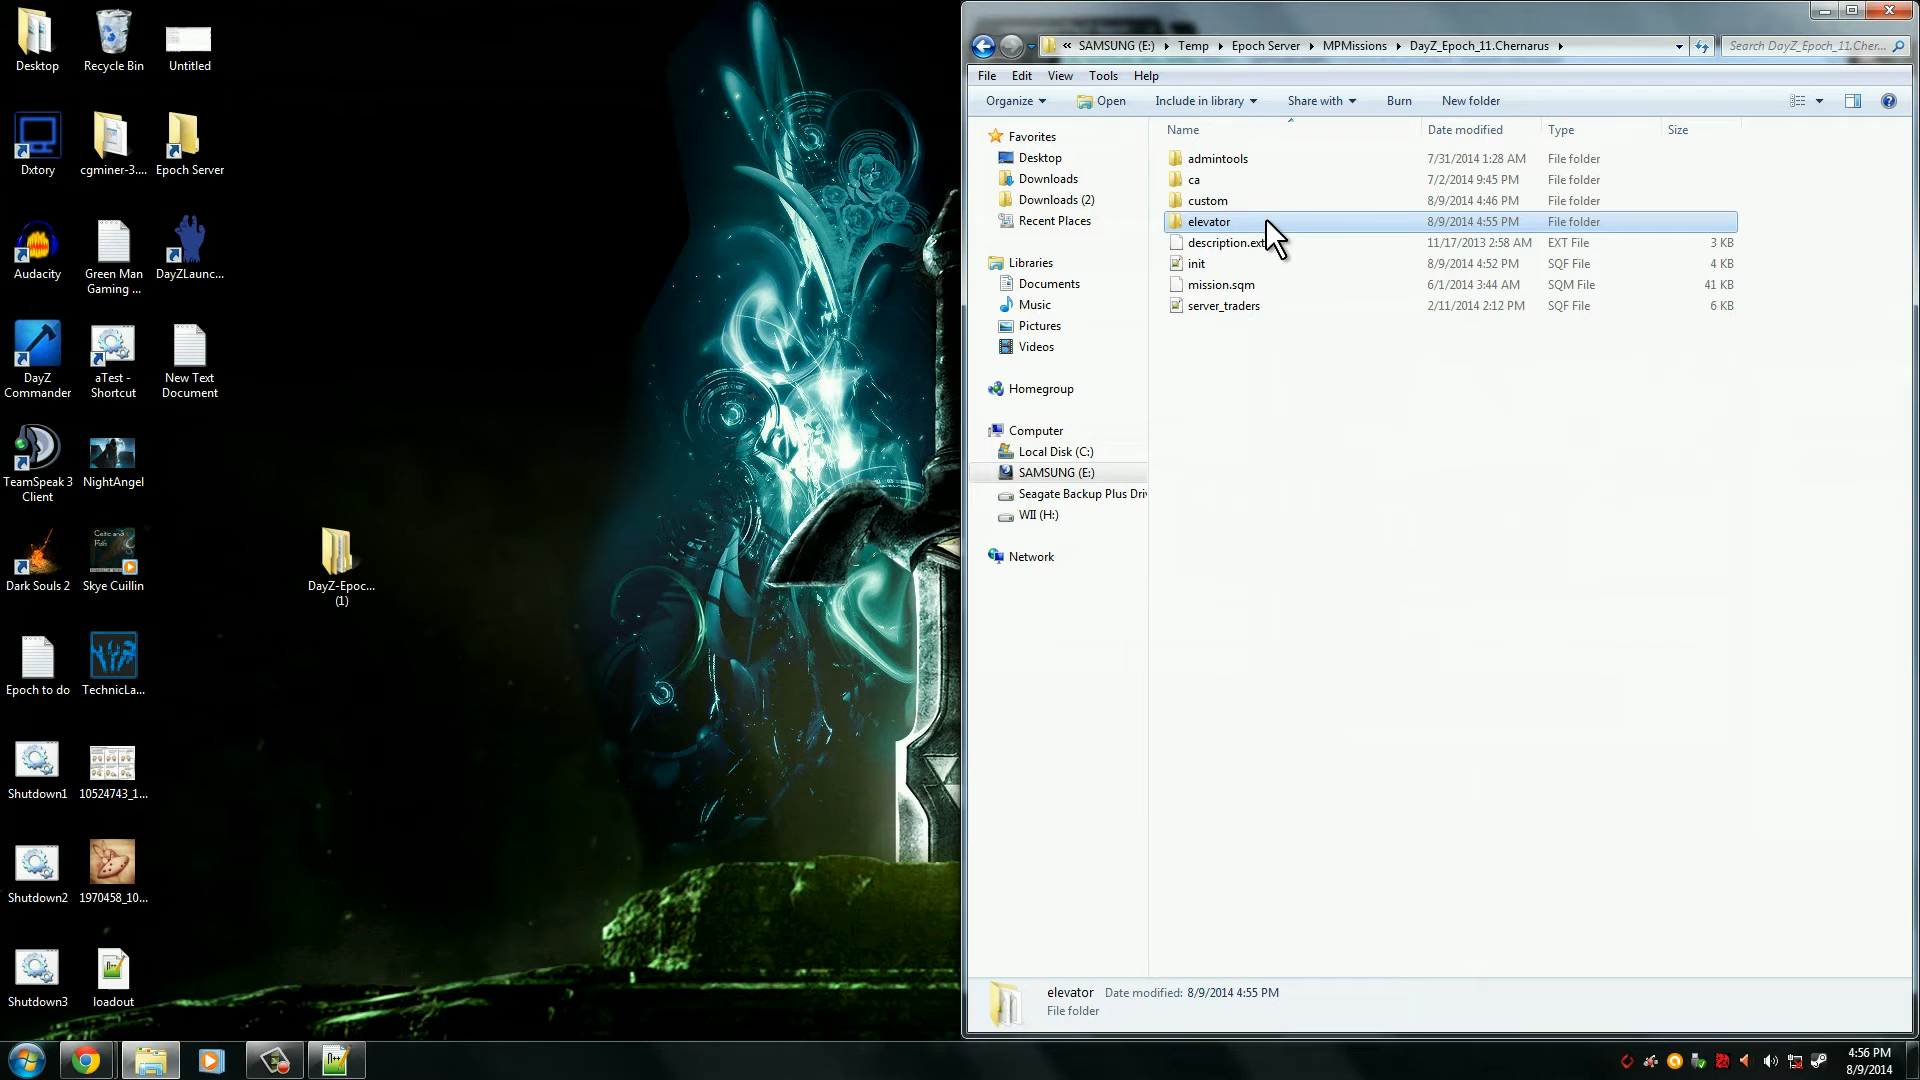 Desktop
Recycle Bin
Untitled
Dxtory
cgminer-3....
Epoch Server
Audacity
Green Man
Gaming ...
DayZLaunc...
DayZ
Commander
aTest -
Shortcut
New Text
Document
TeamSpeak 3
Client
NightAngel
Dark Souls 2
Skye Cuillin
DayZ-Epoc...
(1)
Epoch to do
TechnicLa...
Shutdown1
10524743_1...
Shutdown2
1970458_10...
Shutdown3
loadout
« SAMSUNG (E:) Temp Epoch Server MPMissions DayZ_Epoch_11.Chernarus
Search DayZ_Epoch_11.Cher...
File Edit View Tools Help
Organize Open Include in library Share with Burn New folder
Favorites
Desktop
Downloads
Downloads (2)
Recent Places
Libraries
Documents
Music
Pictures
Videos
Homegroup
Computer
Local Disk (C:)
SAMSUNG (E:)
Seagate Backup Plus Dri
WII (H:)
Network
Name Date modified Type Size
admintools 7/31/2014 1:28 AM File folder
ca 7/2/2014 9:45 PM File folder
custom 8/9/2014 4:46 PM File folder
elevator 8/9/2014 4:55 PM File folder
description.ext 11/17/2013 2:58 AM EXT File 3 KB
init 8/9/2014 4:52 PM SQF File 4 KB
mission.sqm 6/1/2014 3:44 AM SQM File 41 KB
server_traders 2/11/2014 2:12 PM SQF File 6 KB
elevator Date modified: 8/9/2014 4:55 PM
File folder
4:56 PM
8/9/2014